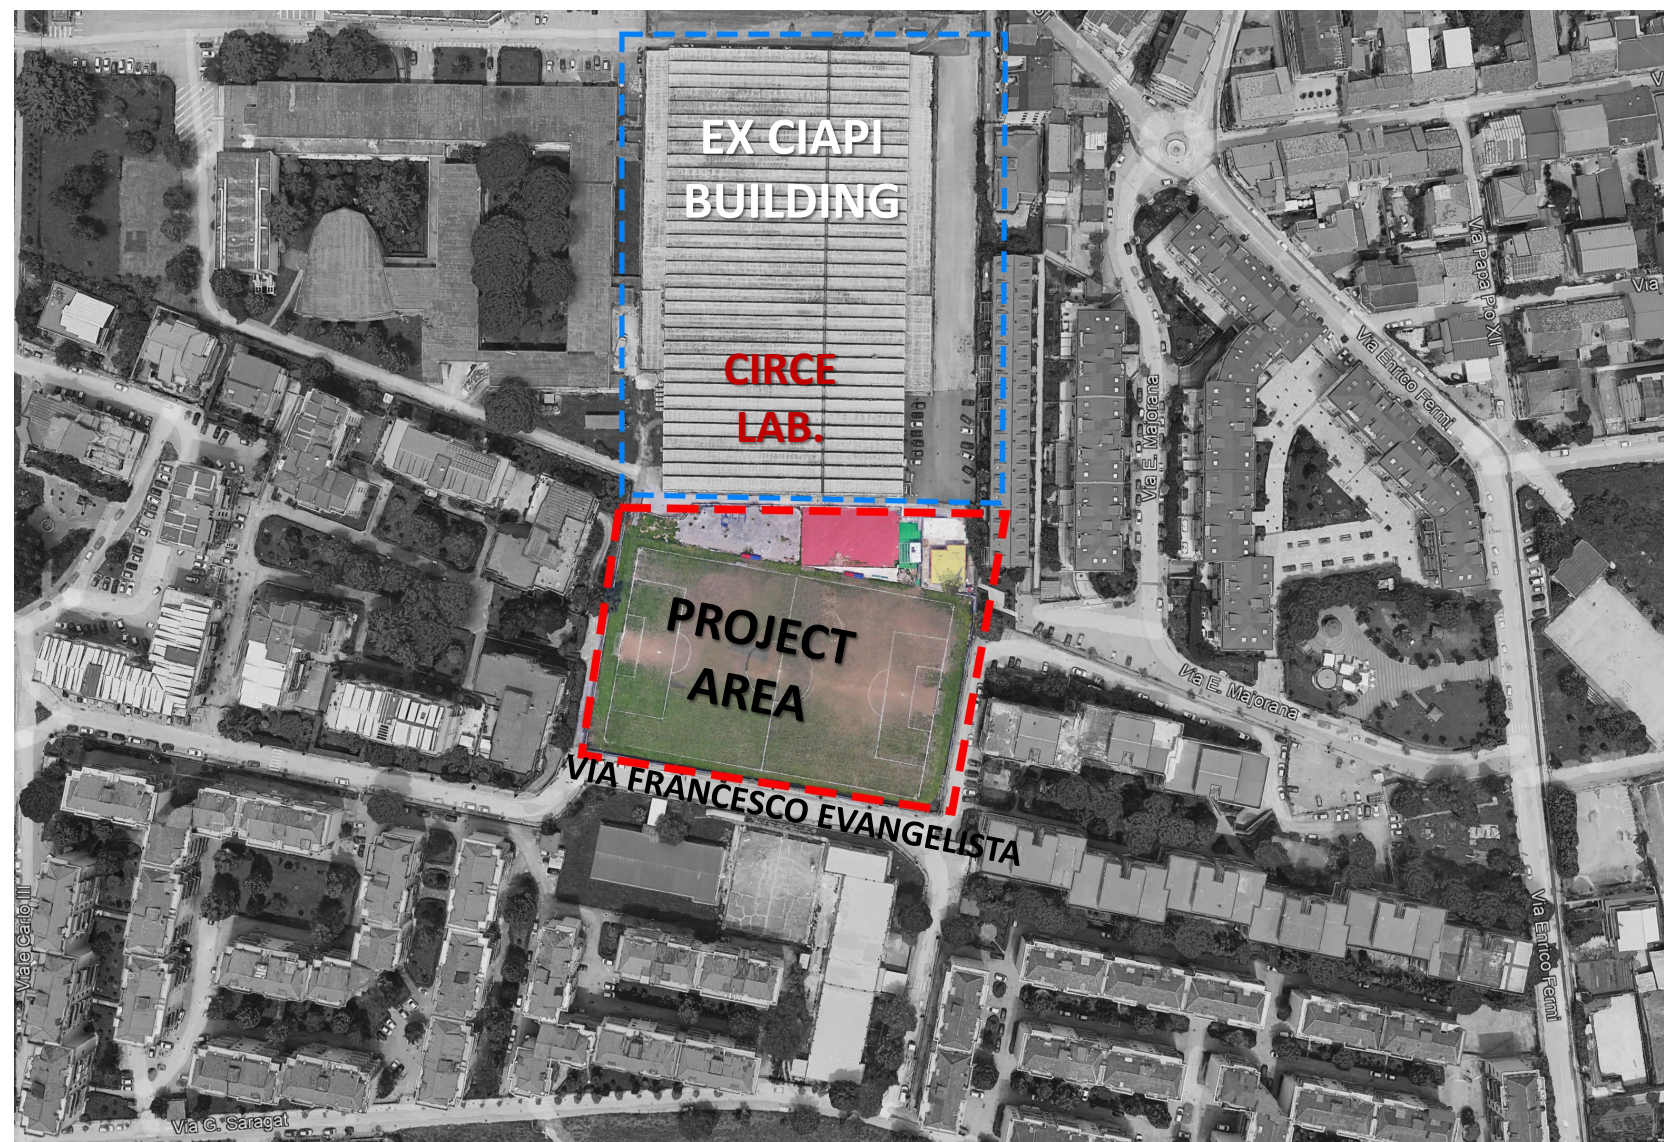 EX CIAPI
BUILDING
CIRCE
LAB.
PROJECT
AREA
VIA FRANCESCO EVANGELISTA
Via E. Majorana
Via E. Majorana
Via Enrico Fermi
Via Papa Pio XII
Via
Via Enrico Fermi
Viale Carlo III
Via G. Saragat